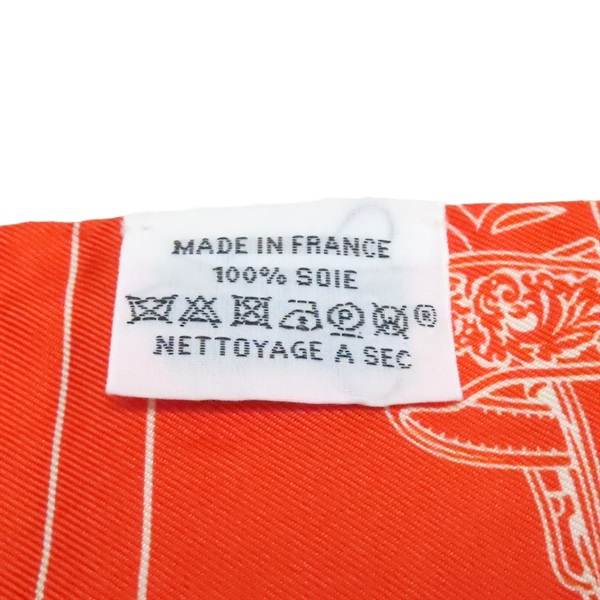 MADE IN FRANCE
100% SOIE
P W ®
NETTOYAGE A SEC